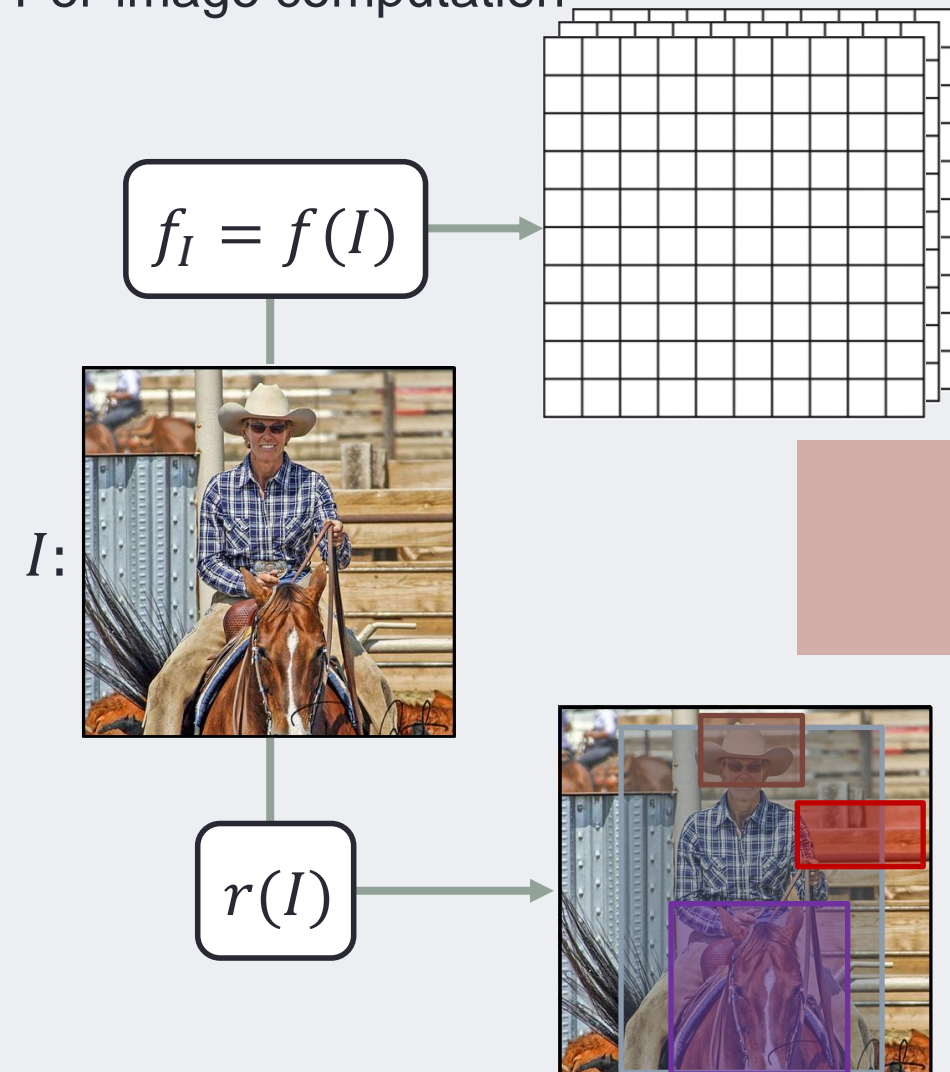 Per-image computation
f_I = f(I)
I:
r(I)